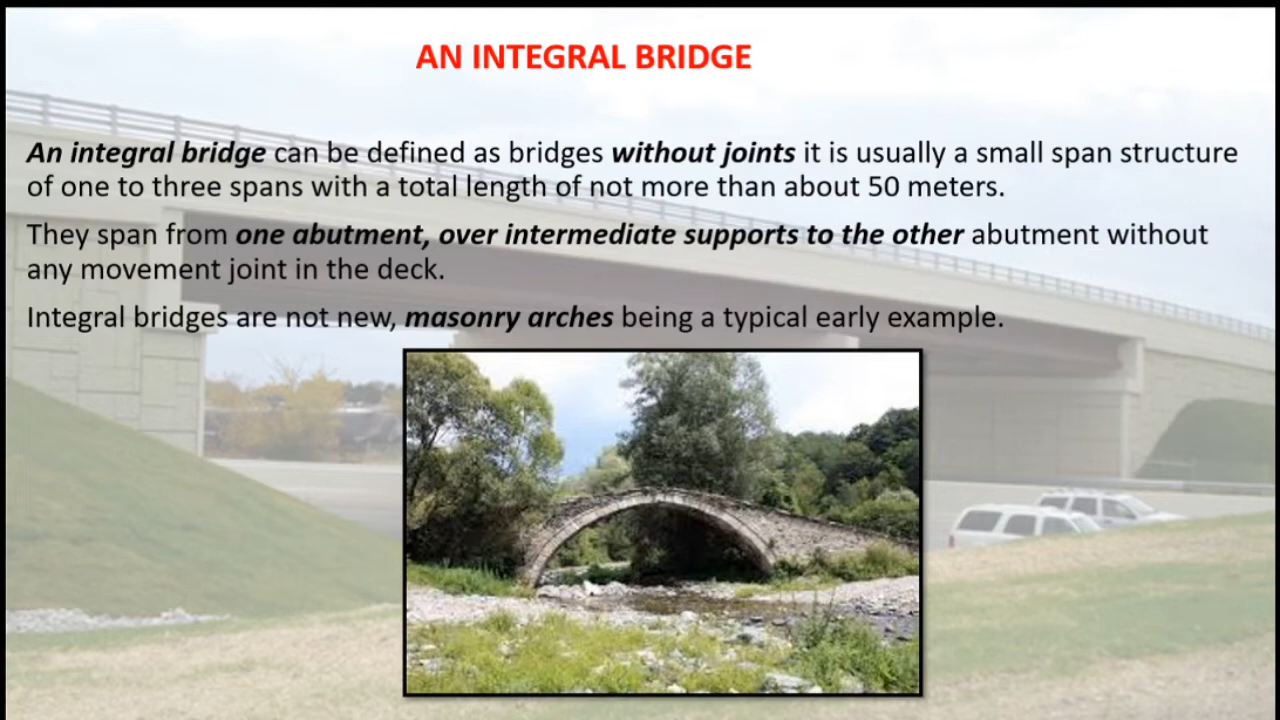 AN INTEGRAL BRIDGE
An integral bridge can be defined as bridges without joints it is usually a small span structure
of one to three spans with a total length of not more than about 50 meters.
They span from one abutment, over intermediate supports to the other abutment without
any movement joint in the deck.
Integral bridges are not new, masonry arches being a typical early example.